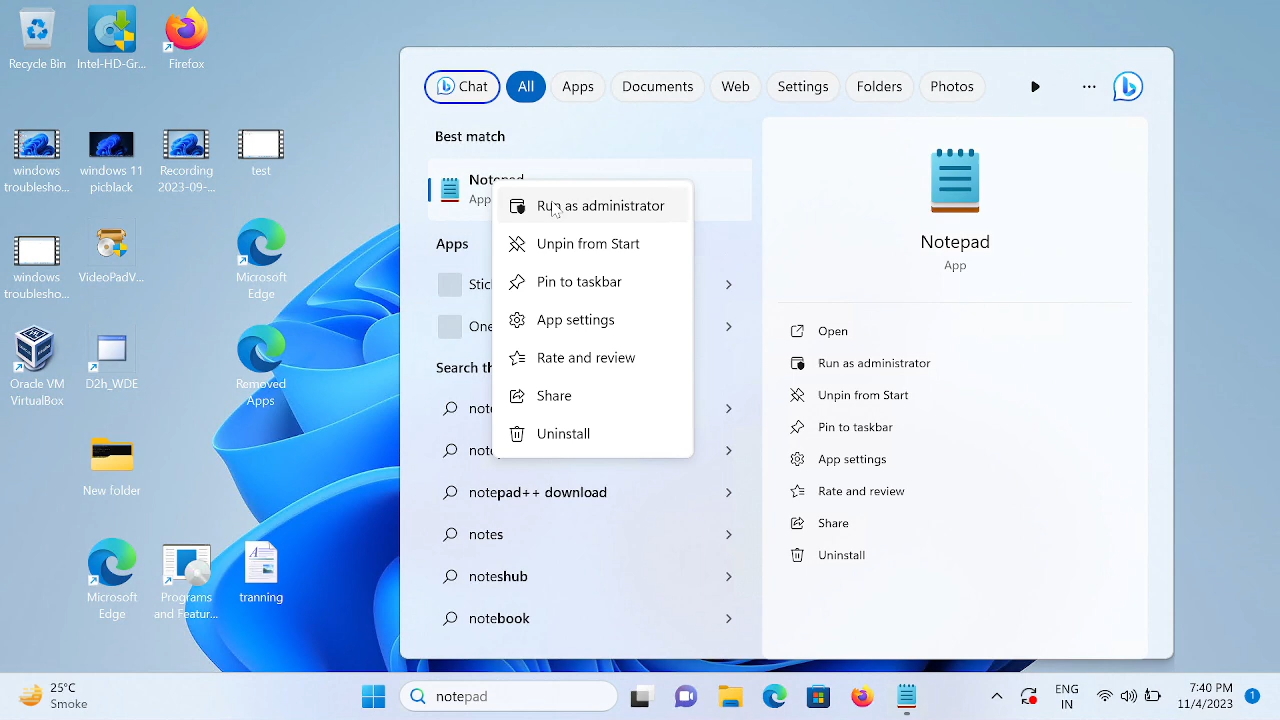 Recycle Bin
Intel-HD-Gr...
Firefox
windows
troublesho...
windows 11
picblack
Recording
2023-09-...
test
windows
troublesho...
VideoPadV...
Microsoft
Edge
Oracle VM
VirtualBox
D2h_WDE
Removed
Apps
New folder
Microsoft
Edge
Programs
and Featur...
tranning
Chat
All
Apps
Documents
Web
Settings
Folders
Photos
Best match
Notepad
App
Run as administrator
Unpin from Start
Pin to taskbar
App settings
Rate and review
Share
Uninstall
Apps
Search th
notepad++ download
notes
noteshub
notebook
Notepad
App
Open
Run as administrator
Unpin from Start
Pin to taskbar
App settings
Rate and review
Share
Uninstall
25°C
Smoke
notepad
ENG
IN
7:40 PM
11/4/2023
1